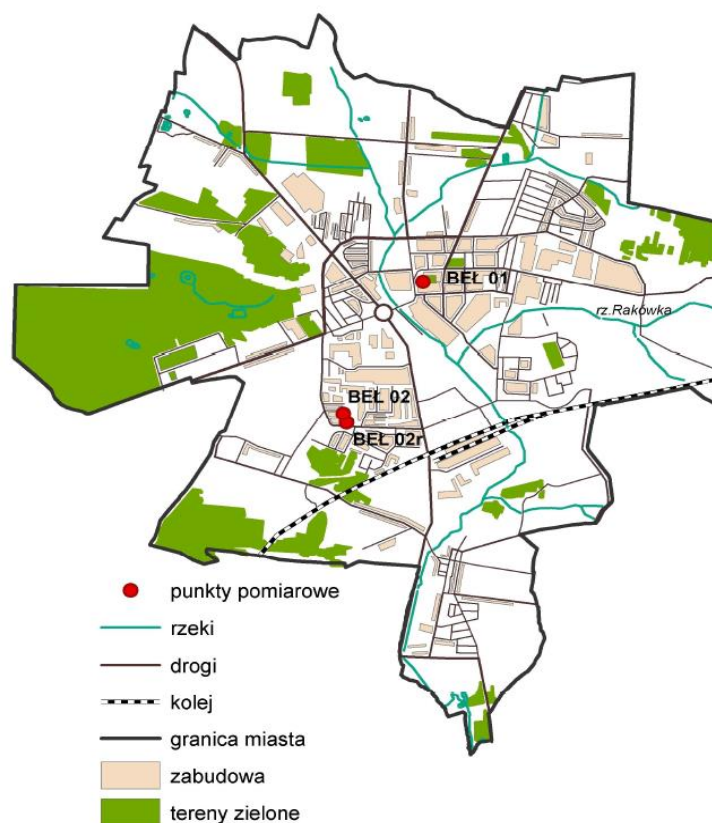 BEŁ 01
rz.Rakówka
BEŁ 02
BEŁ 02r
punkty pomiarowe
rzeki
drogi
kolej
granica miasta
zabudowa
tereny zielone